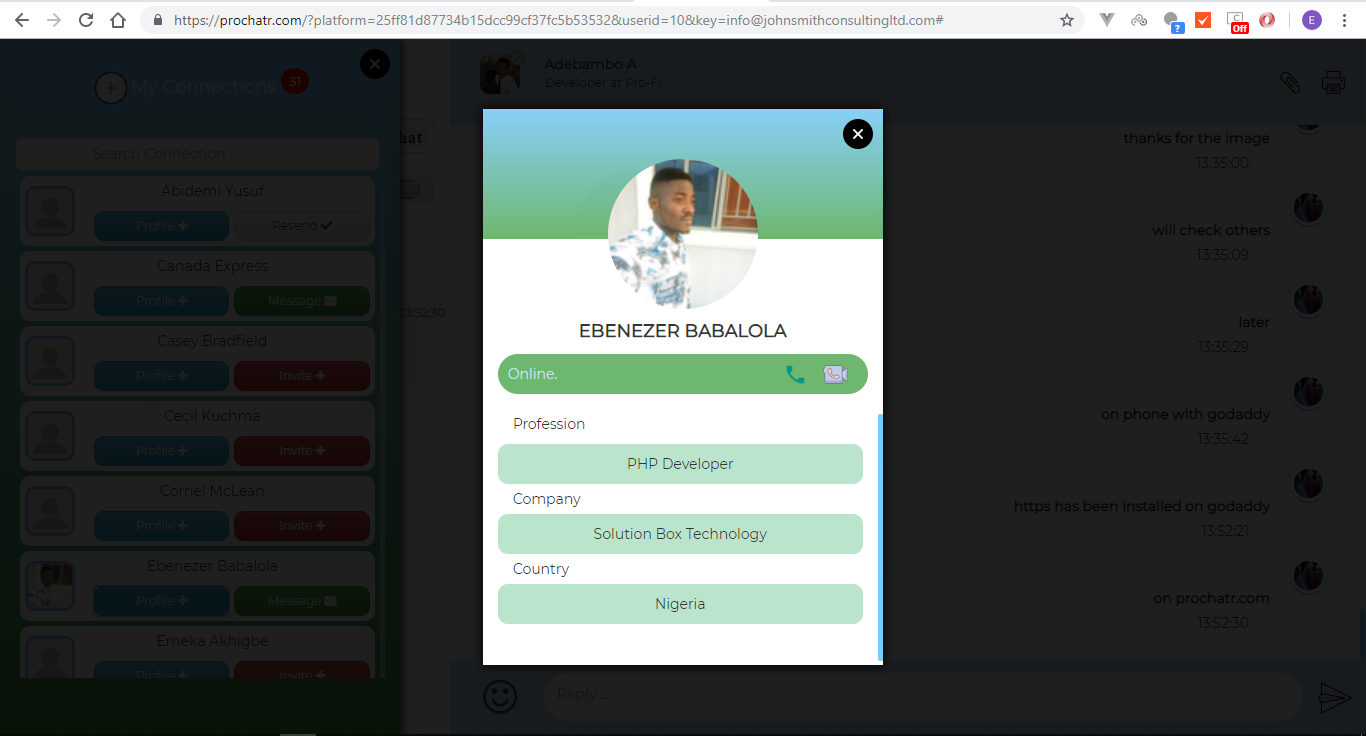 https://prochatr.com/?platform=25ff81d87734b15dcc99cf37fc5b53532&userid=10&key=info@johnsmithconsultingltd.com#
?
Off
E
My Connections 31
Search Connection
Abidemi Yusuf
Profile
Resend
Canada Express
Profile
Message
Casey Bradfield
Profile
Invite
Cecil Kuchma
Profile
Invite
Cornel McLean
Profile
Invite
Ebenezer Babalola
Profile
Message
Emeka Akhigbe
Profile
Invite
hat
13:52:30
EBENEZER BABALOLA
Online.
Profession
PHP Developer
Company
Solution Box Technology
Country
Nigeria
Adebambo A
Developer at Pro-Fi.
thanks for the image
13:35:00
will check others
13:35:09
later
13:35:29
on phone with godaddy
13:35:42
https has been installed on godaddy
13:52:21
on prochatr.com
13:52:30
Reply ...